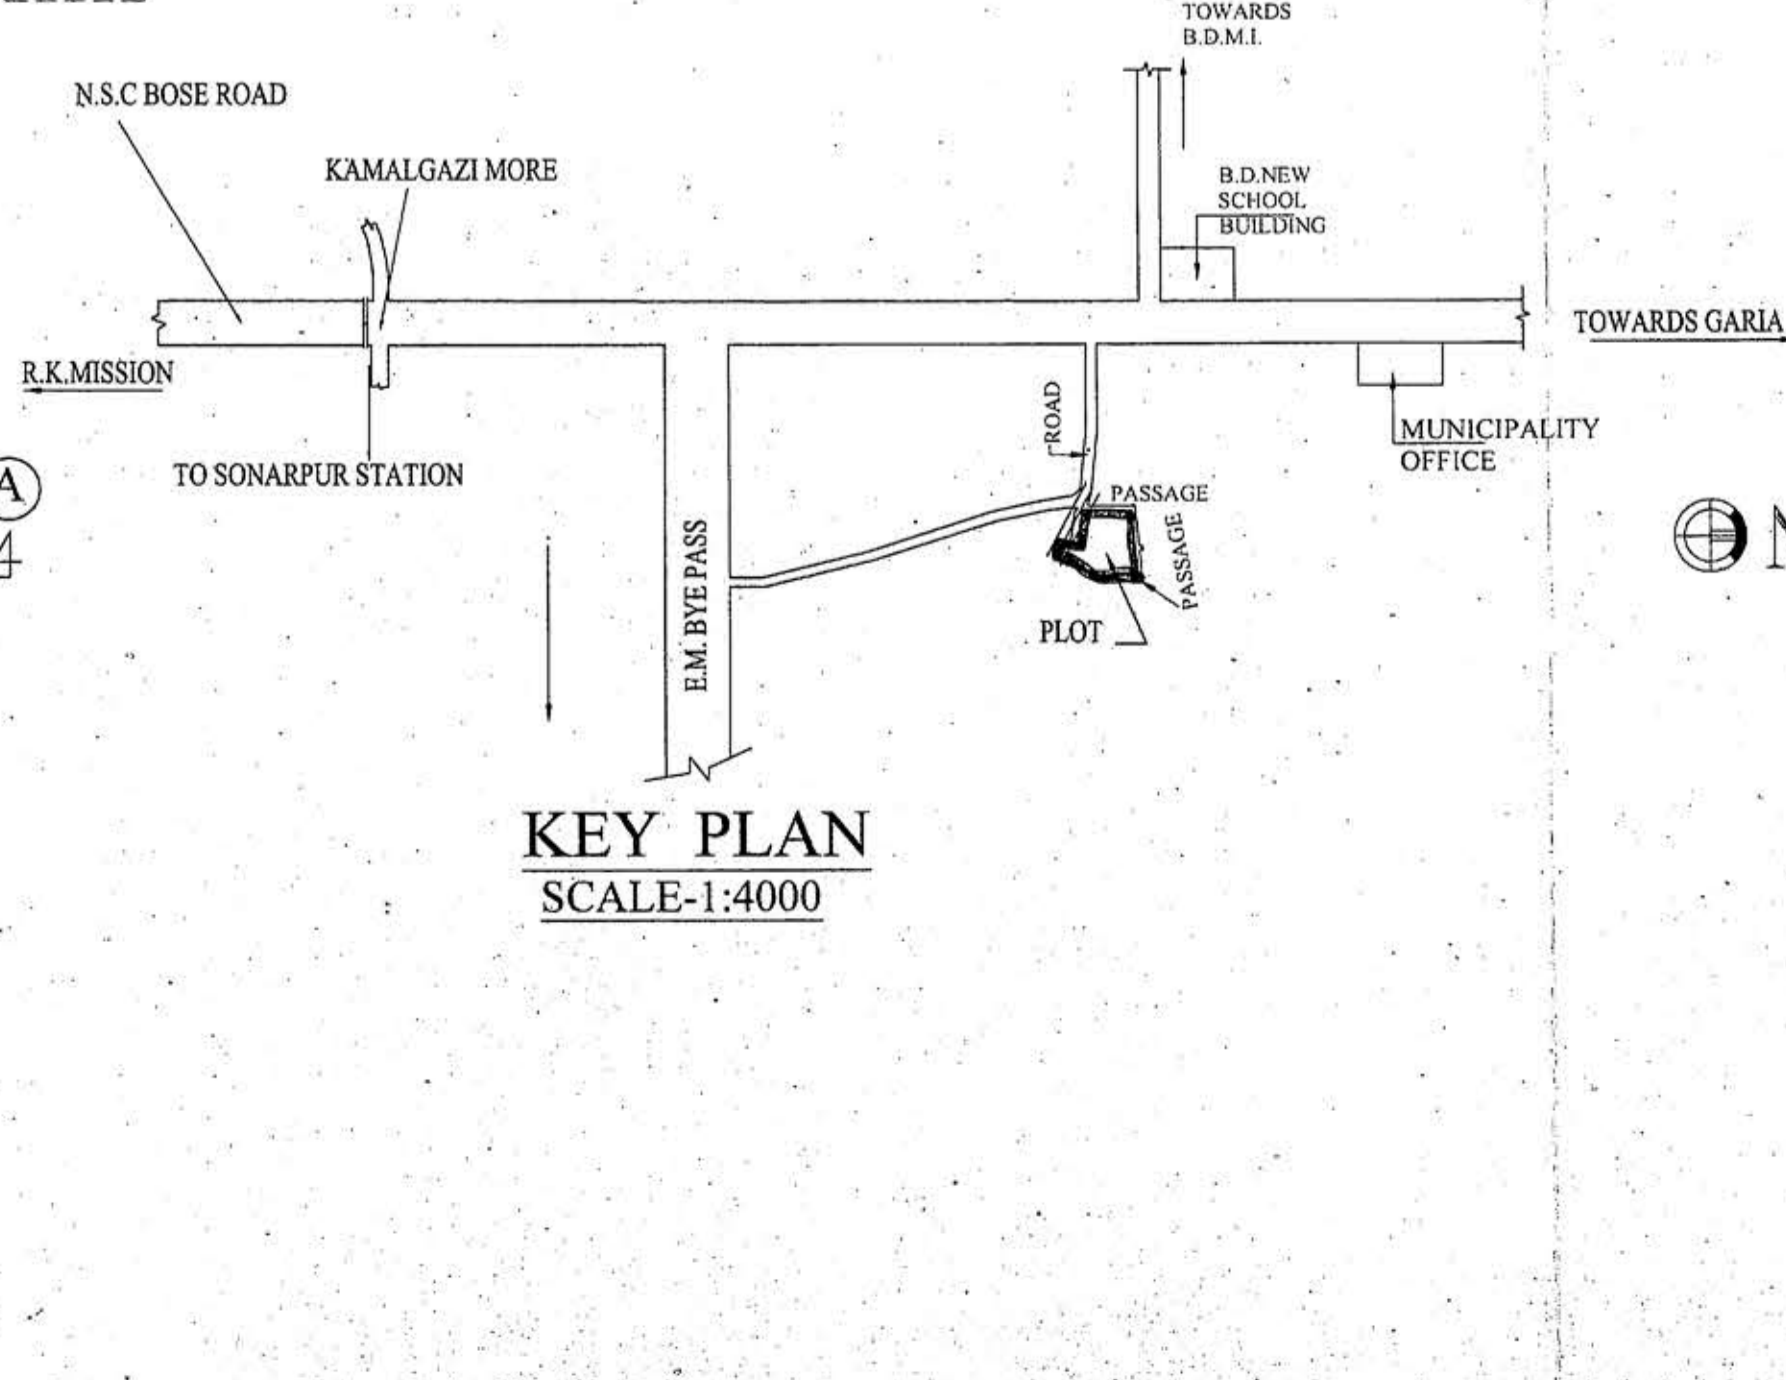 TOWARDS
B.D.M.I.
N.S.C BOSE ROAD
KAMALGAZI MORE
B.D.NEW
SCHOOL
BUILDING
TOWARDS GARIA
R.K.MISSION
ROAD
MUNICIPALITY
OFFICE
TO SONARPUR STATION
A
4
PASSAGE
PASSAGE
N
E.M. BYE PASS
PLOT
KEY PLAN
SCALE-1:4000